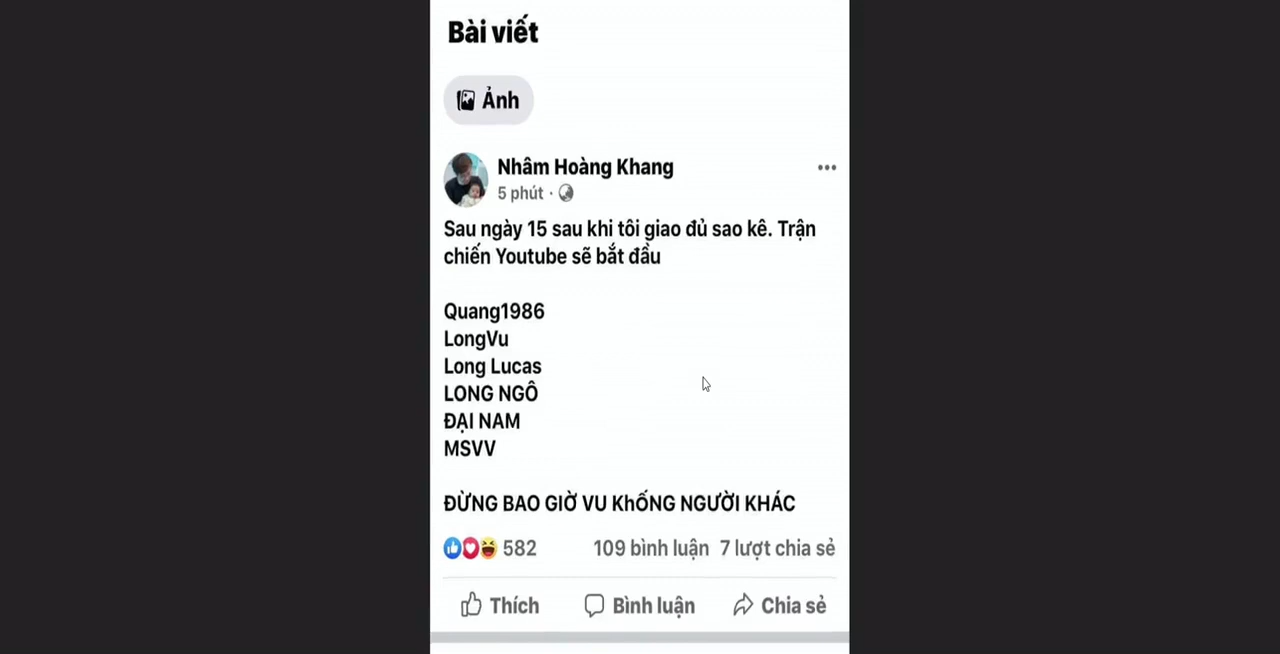 Bài viết
Ảnh
Nhâm Hoàng Khang
5 phút ·
Sau ngày 15 sau khi tôi giao đủ sao kê. Trận
chiến Youtube sẽ bắt đầu
Quang1986
LongVu
Long Lucas
LONG NGÔ
ĐẠI NAM
MSVV
ĐỪNG BAO GIỜ VU KhỐNG NGƯỜI KHÁC
582 109 bình luận 7 lượt chia sẻ
Thích Bình luận Chia sẻ